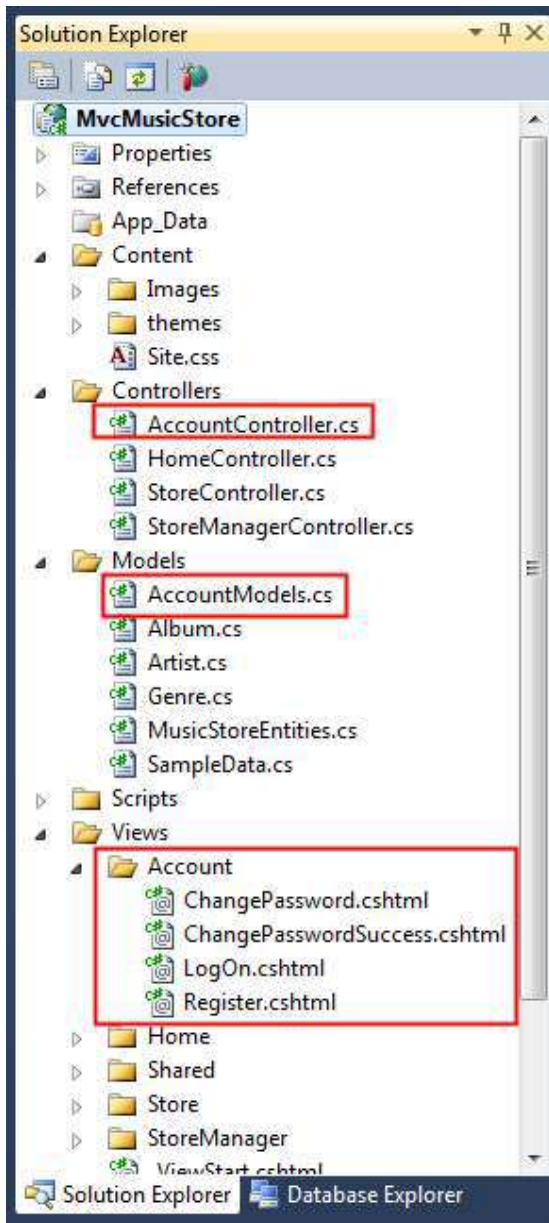 Solution Explorer
MvcMusicStore
Properties
References
App_Data
Content
Images
themes
Site.css
Controllers
AccountController.cs
HomeController.cs
StoreController.cs
StoreManagerController.cs
Models
AccountModels.cs
Album.cs
Artist.cs
Genre.cs
MusicStoreEntities.cs
SampleData.cs
Scripts
Views
Account
ChangePassword.cshtml
ChangePasswordSuccess.cshtml
LogOn.cshtml
Register.cshtml
Home
Shared
Store
StoreManager
_ViewStart.cshtml
Solution Explorer Database Explorer